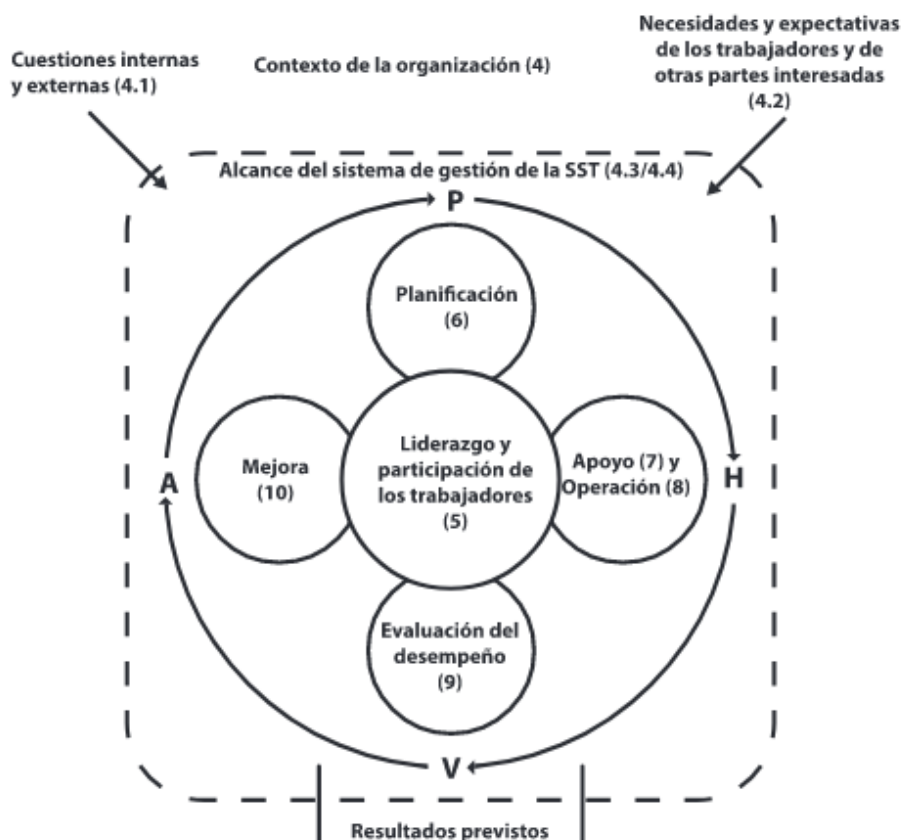 Cuestiones internas
y externas (4.1)
Contexto de la organización (4)
Necesidades y expectativas
de los trabajadores y de
otras partes interesadas
(4.2)
Alcance del sistema de gestión de la SST (4.3/4.4)
P
Planificación
(6)
A
Mejora
(10)
Liderazgo y
participación de
los trabajadores
(5)
Apoyo (7) y
Operación (8)
H
Evaluación del
desempeño
(9)
V
Resultados previstos